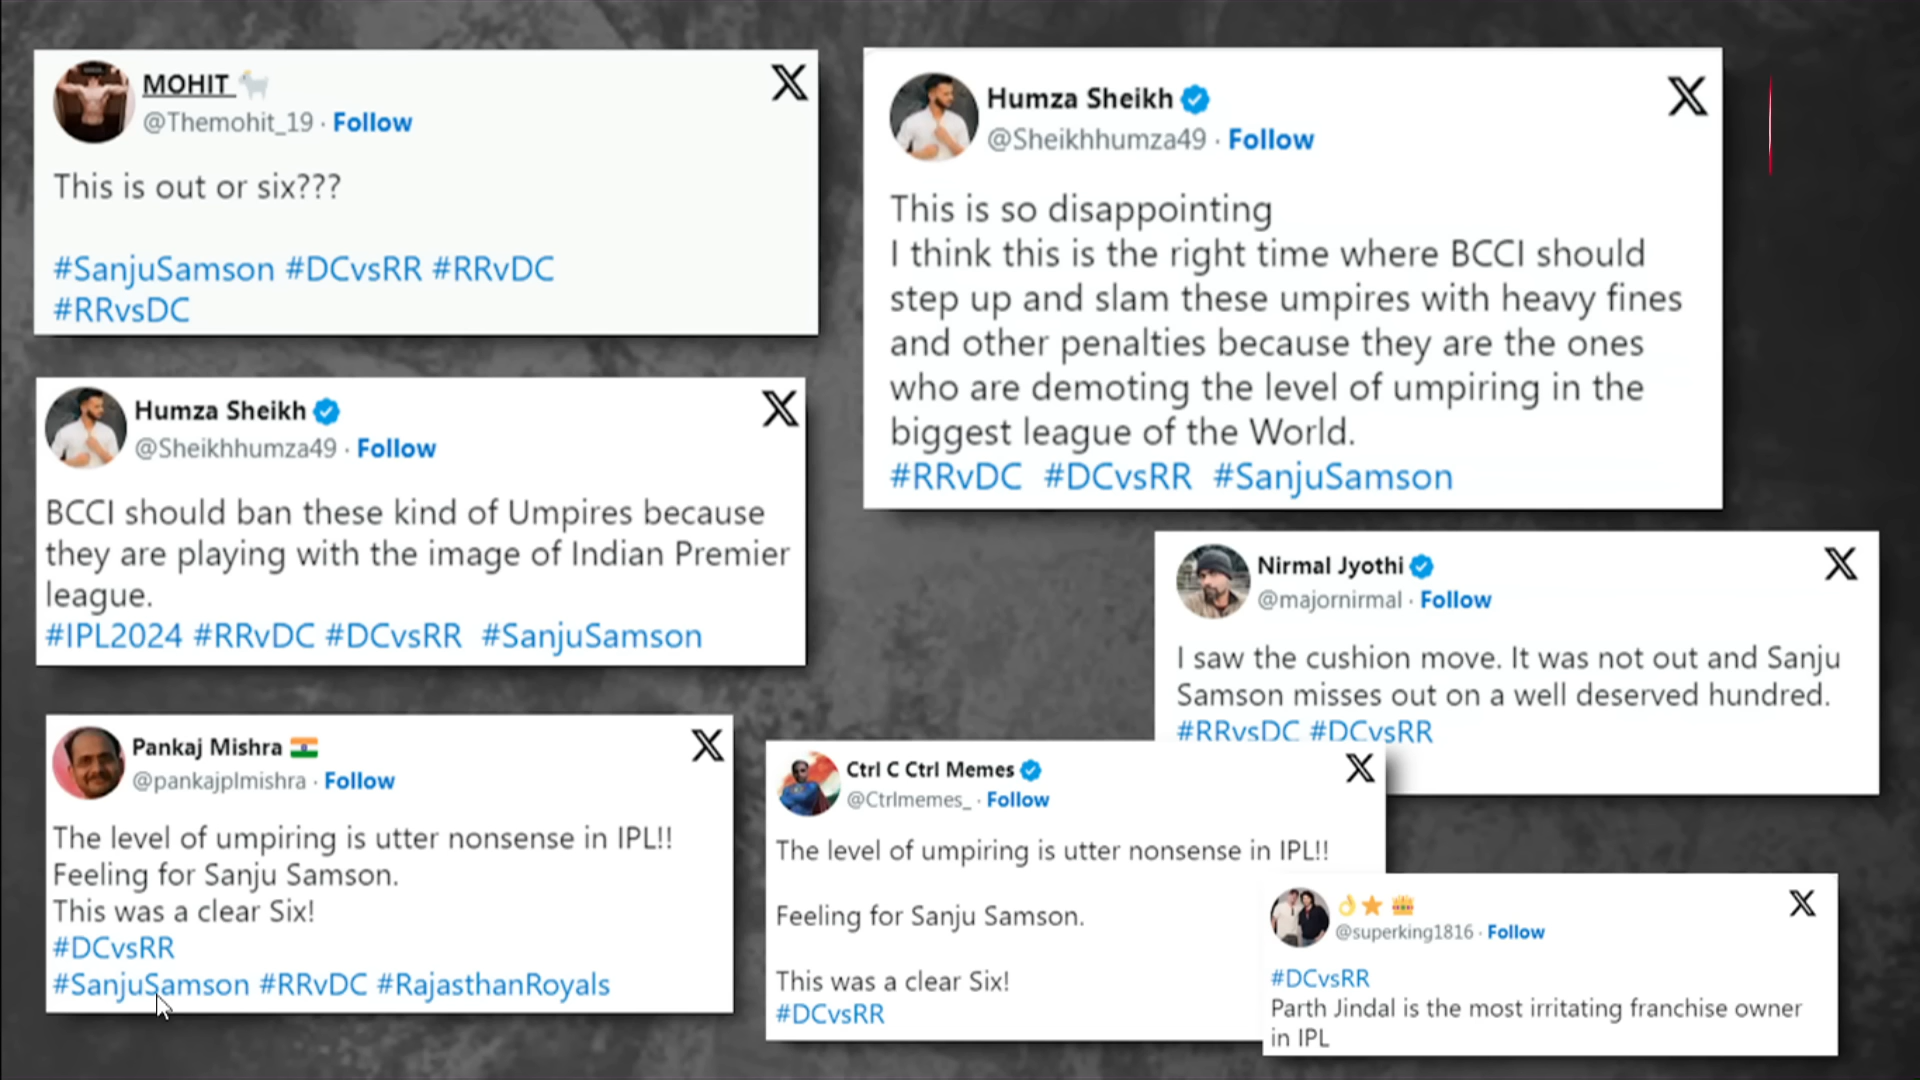 MOHIT 🐐
@Themohit_19 · Follow
This is out or six???
#SanjuSamson #DCvsRR #RRvDC
#RRvsDC
Humza Sheikh
@Sheikhhumza49 · Follow
This is so disappointing
I think this is the right time where BCCI should
step up and slam these umpires with heavy fines
and other penalties because they are the ones
who are demoting the level of umpiring in the
biggest league of the World.
#RRvDC #DCvsRR #SanjuSamson
Humza Sheikh
@Sheikhhumza49 · Follow
BCCI should ban these kind of Umpires because
they are playing with the image of Indian Premier
league.
#IPL2024 #RRvDC #DCvsRR #SanjuSamson
Nirmal Jyothi
@majornirmal · Follow
I saw the cushion move. It was not out and Sanju
Samson misses out on a well deserved hundred.
#RRvsDC #DCvsRR
Pankaj Mishra 🇮🇳
@pankajplmishra · Follow
The level of umpiring is utter nonsense in IPL!!
Feeling for Sanju Samson.
This was a clear Six!
#DCvsRR
#SanjuSamson #RRvDC #RajasthanRoyals
Ctrl C Ctrl Memes
@Ctrlmemes_ · Follow
The level of umpiring is utter nonsense in IPL!!
Feeling for Sanju Samson.
This was a clear Six!
#DCvsRR
👌⭐👑
@superking1816 · Follow
#DCvsRR
Parth Jindal is the most irritating franchise owner
in IPL